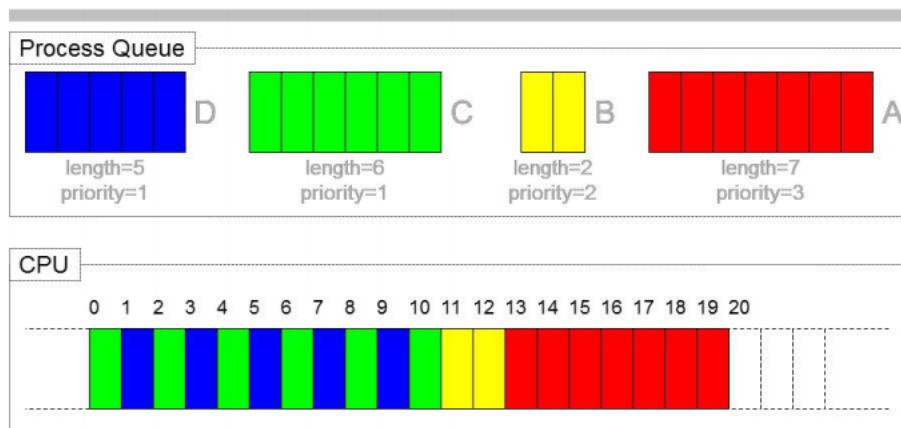 Process Queue
D C B A
length=5 length=6 length=2 length=7
priority=1 priority=1 priority=2 priority=3
CPU
0 1 2 3 4 5 6 7 8 9 10 11 12 13 14 15 16 17 18 19 20